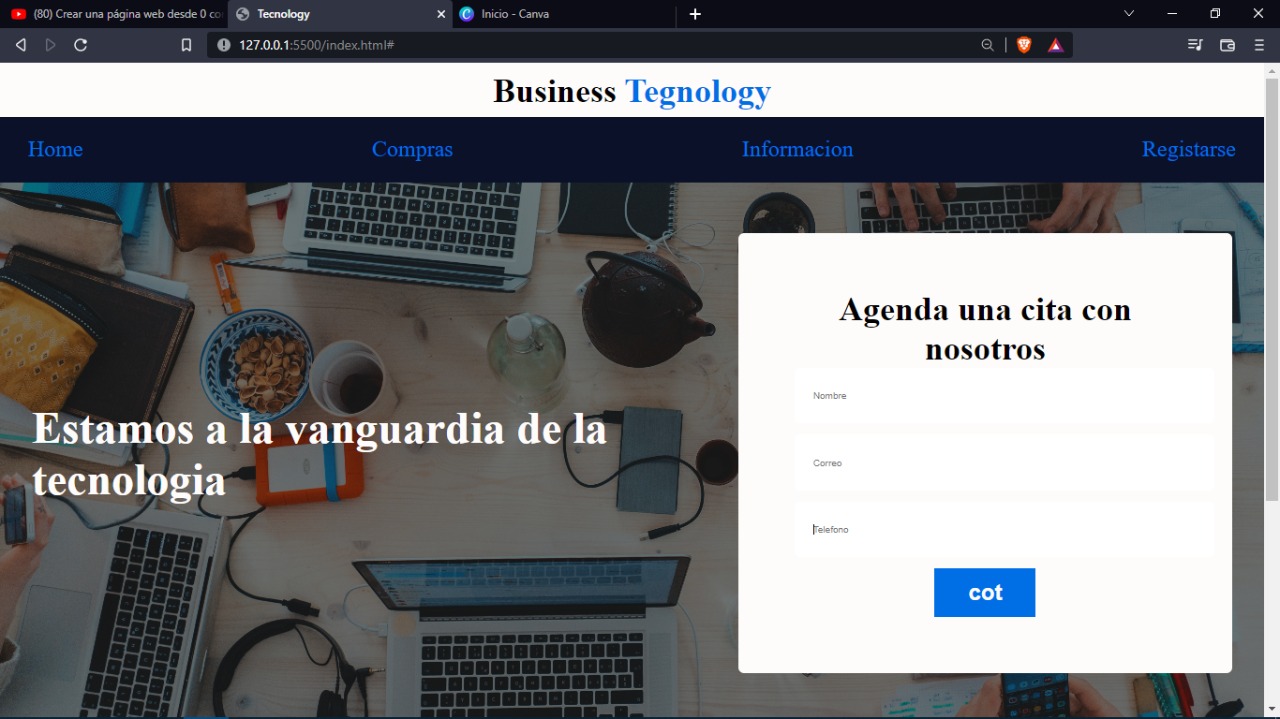 (80) Crear una página web desde 0 co
Tecnology
Inicio - Canva
127.0.0.1:5500/index.html#
Business Tegnology
Home
Compras
Informacion
Registarse
Estamos a la vanguardia de la
tecnologia
Agenda una cita con
nosotros
Nombre
Correo
Telefono
cot